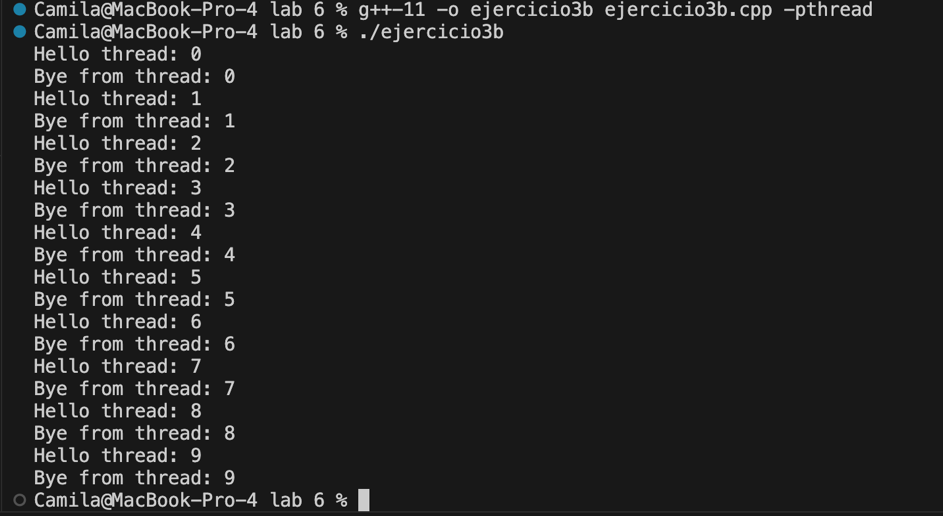 Camila@MacBook-Pro-4 lab 6 % g++-11 -o ejercicio3b ejercicio3b.cpp -pthread
Camila@MacBook-Pro-4 lab 6 % ./ejercicio3b
Hello thread: 0
Bye from thread: 0
Hello thread: 1
Bye from thread: 1
Hello thread: 2
Bye from thread: 2
Hello thread: 3
Bye from thread: 3
Hello thread: 4
Bye from thread: 4
Hello thread: 5
Bye from thread: 5
Hello thread: 6
Bye from thread: 6
Hello thread: 7
Bye from thread: 7
Hello thread: 8
Bye from thread: 8
Hello thread: 9
Bye from thread: 9
Camila@MacBook-Pro-4 lab 6 %